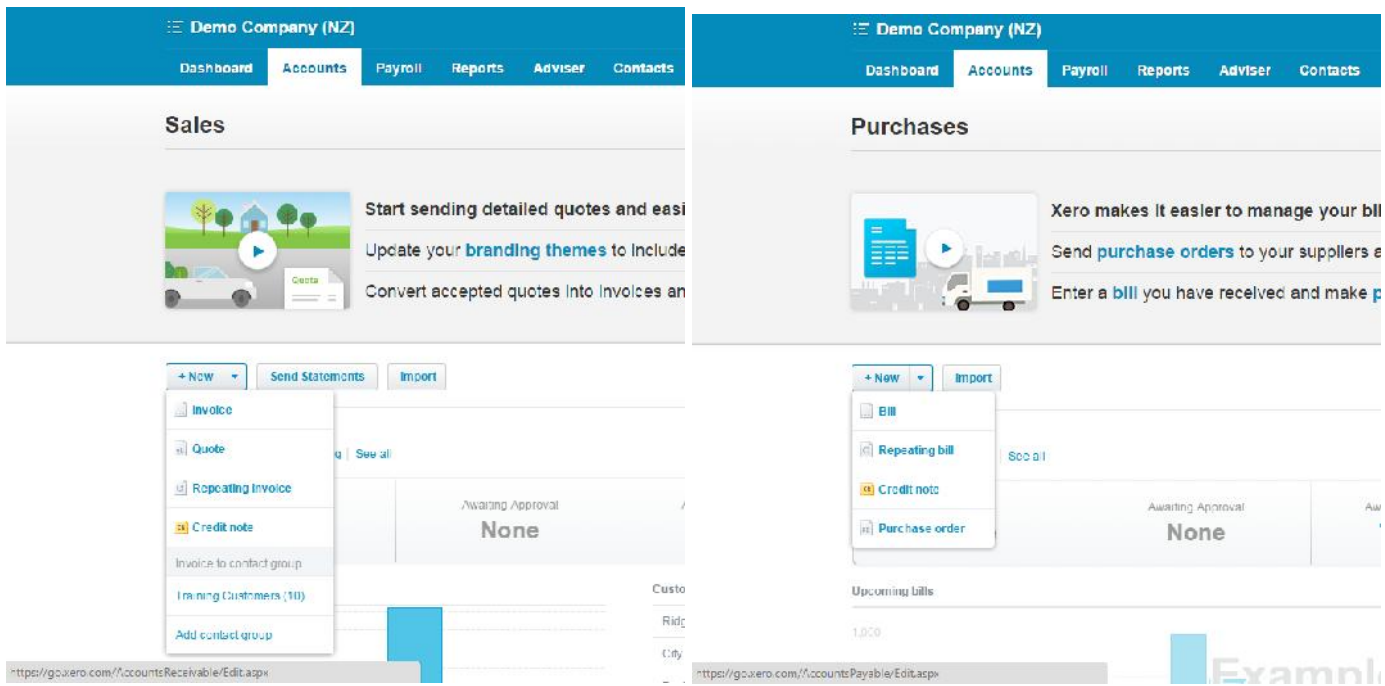 Demo Company (NZ)
Dashboard Accounts Payroll Reports Adviser Contacts
Sales
Start sending detailed quotes and easi
Update your branding themes to include
Quote
Convert accepted quotes into invoices an
+ New Send Statements Import
Invoice
Quote
See all
Repeating invoice
Awaiting Approval
Credit note
None
Invoice to contact group
Training Customers (10)
Custo
Ridg
Add contact group
City
https://go.xero.com/AccountsReceivable/Edit.aspx
Demo Company (NZ)
Dashboard Accounts Payroll Reports Adviser Contacts
Purchases
Xero makes it easier to manage your bil
Send purchase orders to your suppliers a
Enter a bill you have received and make p
+ New Import
Bill
Repeating bill
See all
Credit note
Awaiting Approval
Aw
Purchase order
None
Upcoming bills
1,000
https://go.xero.com/AccountsPayable/Edit.aspx
Example